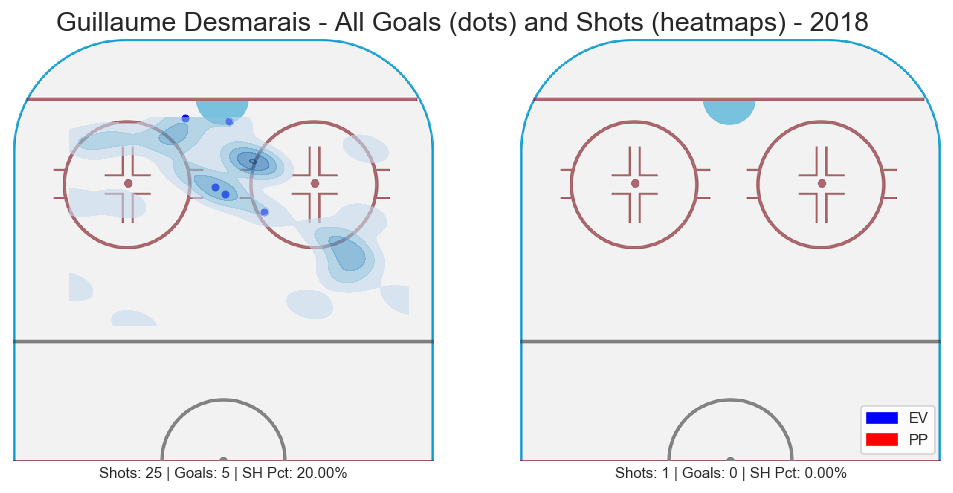 Guillaume Desmarais - All Goals (dots) and Shots (heatmaps) - 2018
EV
PP
Shots: 25 | Goals: 5 | SH Pct: 20.00%
Shots: 1 | Goals: 0 | SH Pct: 0.00%